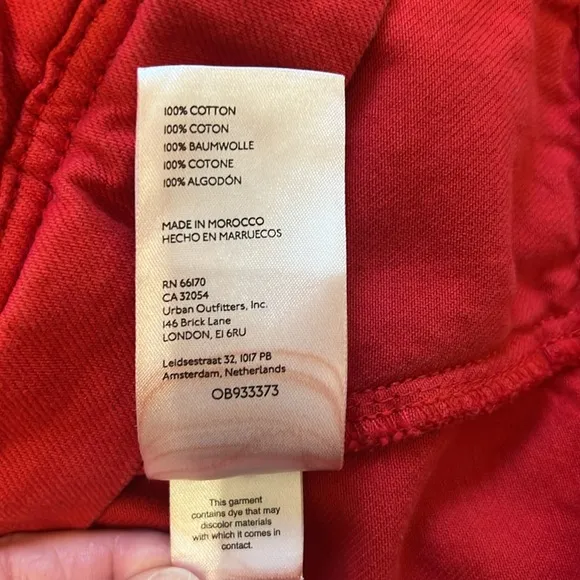 100% COTTON
100% COTON
100% BAUMWOLLE
100% COTONE
100% ALGODÓN
MADE IN MOROCCO
HECHO EN MARRUECOS
RN 66170
CA 32054
Urban Outfitters, Inc.
146 Brick Lane
LONDON, E1 6RU
Leidsestraat 32, 1017 PB
Amsterdam, Netherlands
OB933373
This garment
contains dye that may
discolor materials
with which it comes in
contact.